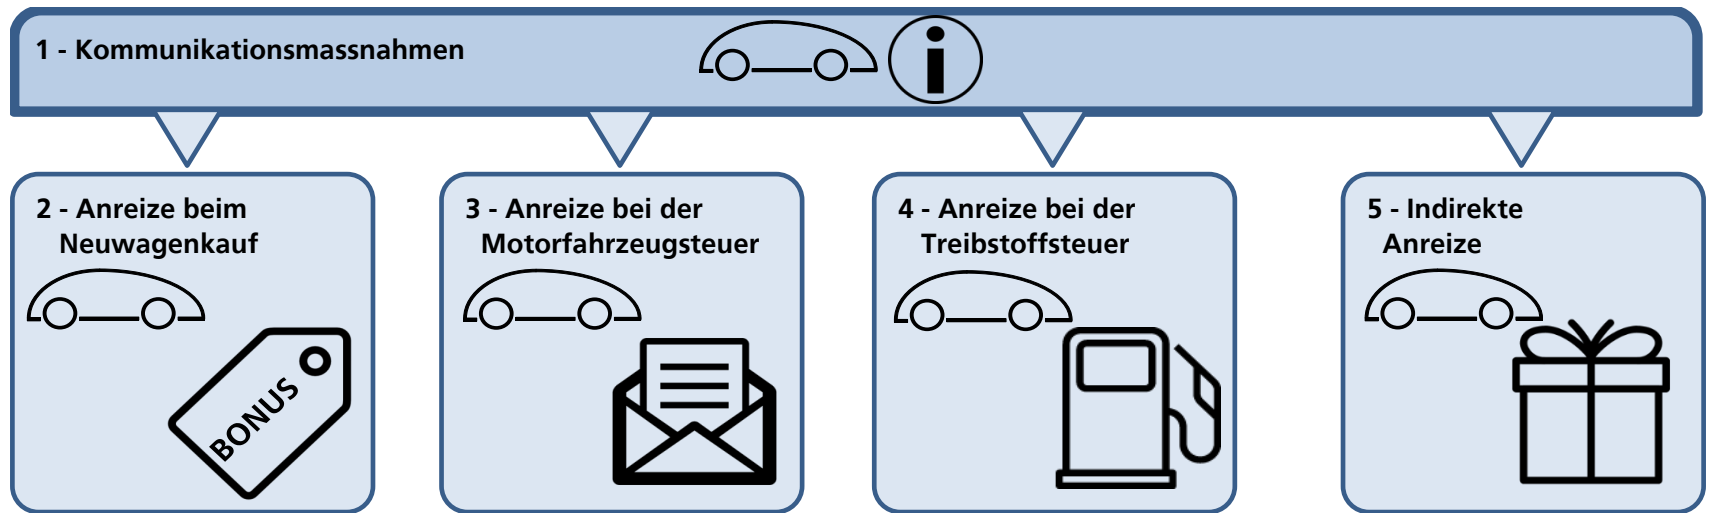 1 - Kommunikationsmassnahmen
i
2 - Anreize beim
Neuwagenkauf
BONUS
3 - Anreize bei der
Motorfahrzeugsteuer
4 - Anreize bei der
Treibstoffsteuer
5 - Indirekte
Anreize